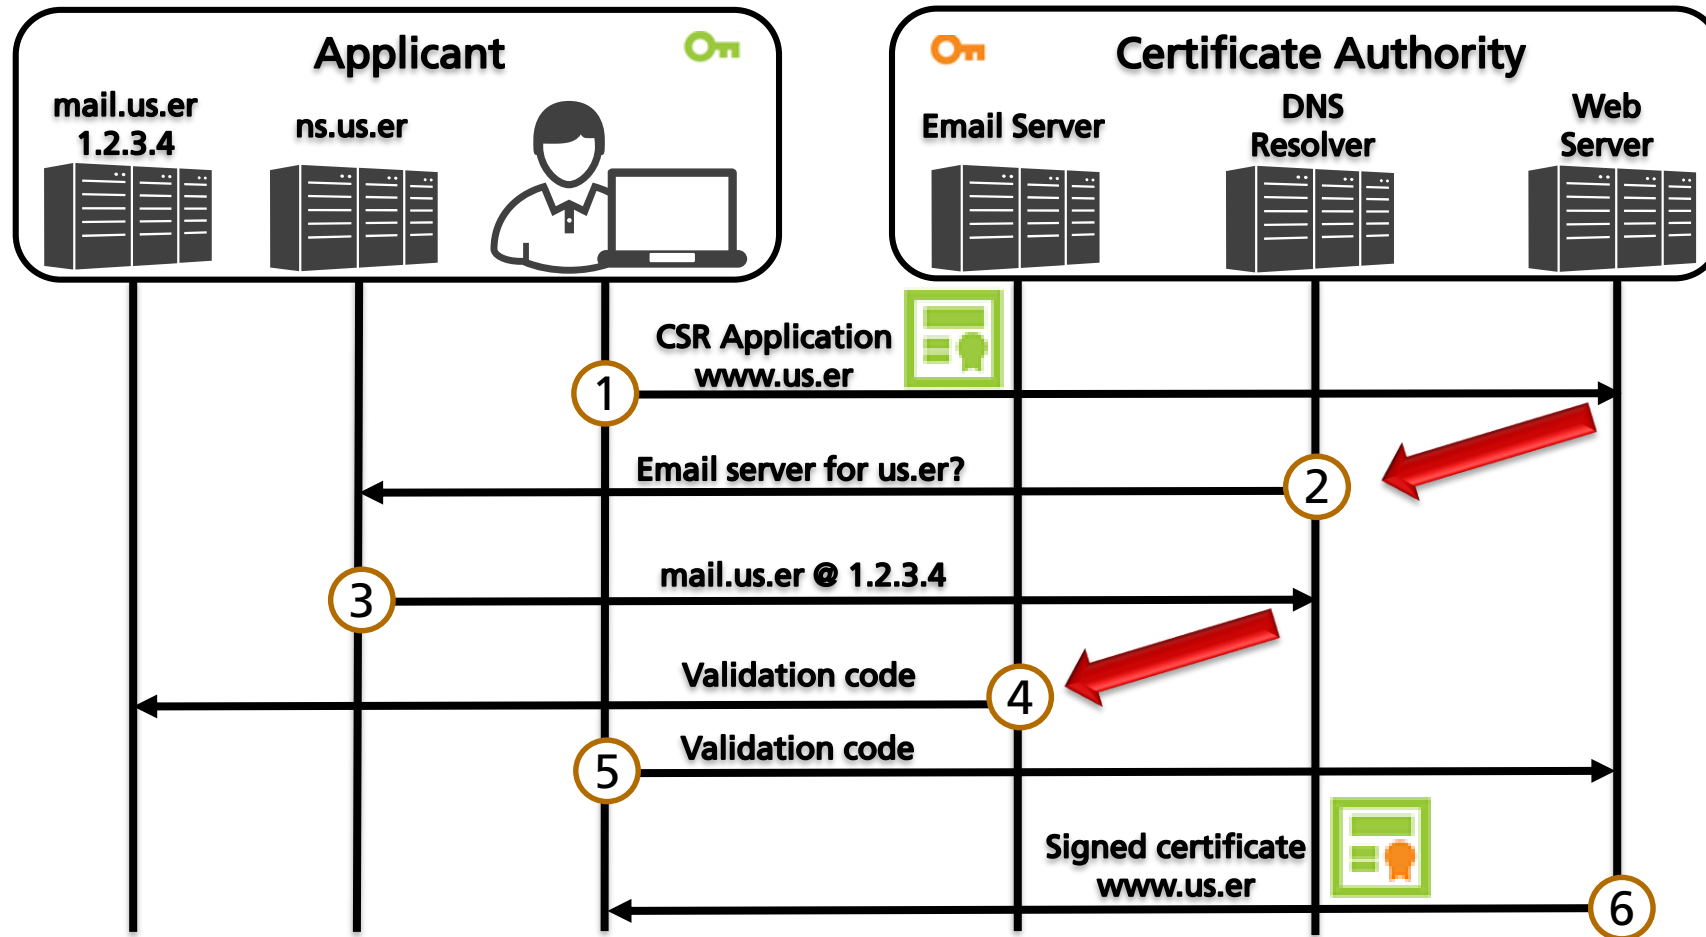 Applicant
Certificate Authority
mail.us.er
1.2.3.4
ns.us.er
Email Server
DNS
Resolver
Web
Server
CSR Application
www.us.er
1
Email server for us.er?
2
mail.us.er @ 1.2.3.4
3
Validation code
4
Validation code
5
Signed certificate
www.us.er
6